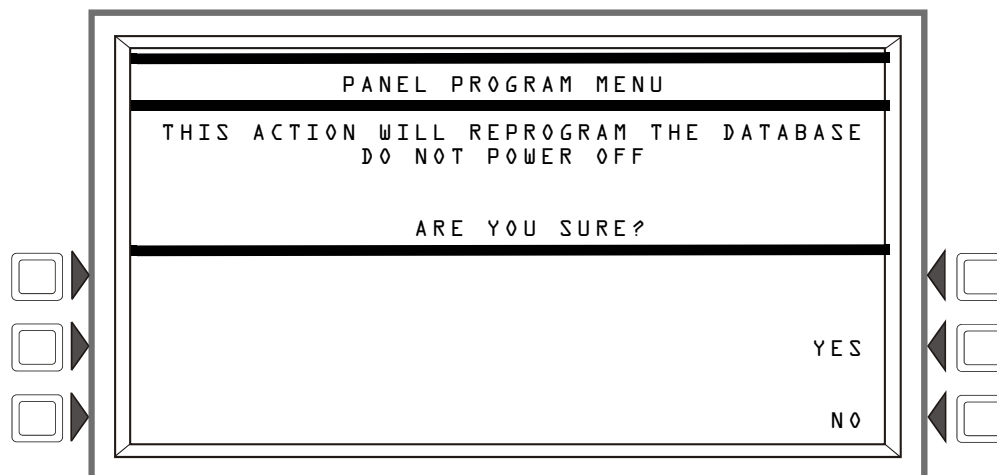 PANEL PROGRAM MENU
THIS ACTION WILL REPROGRAM THE DATABASE
DO NOT POWER OFF
ARE YOU SURE?
YES
NO